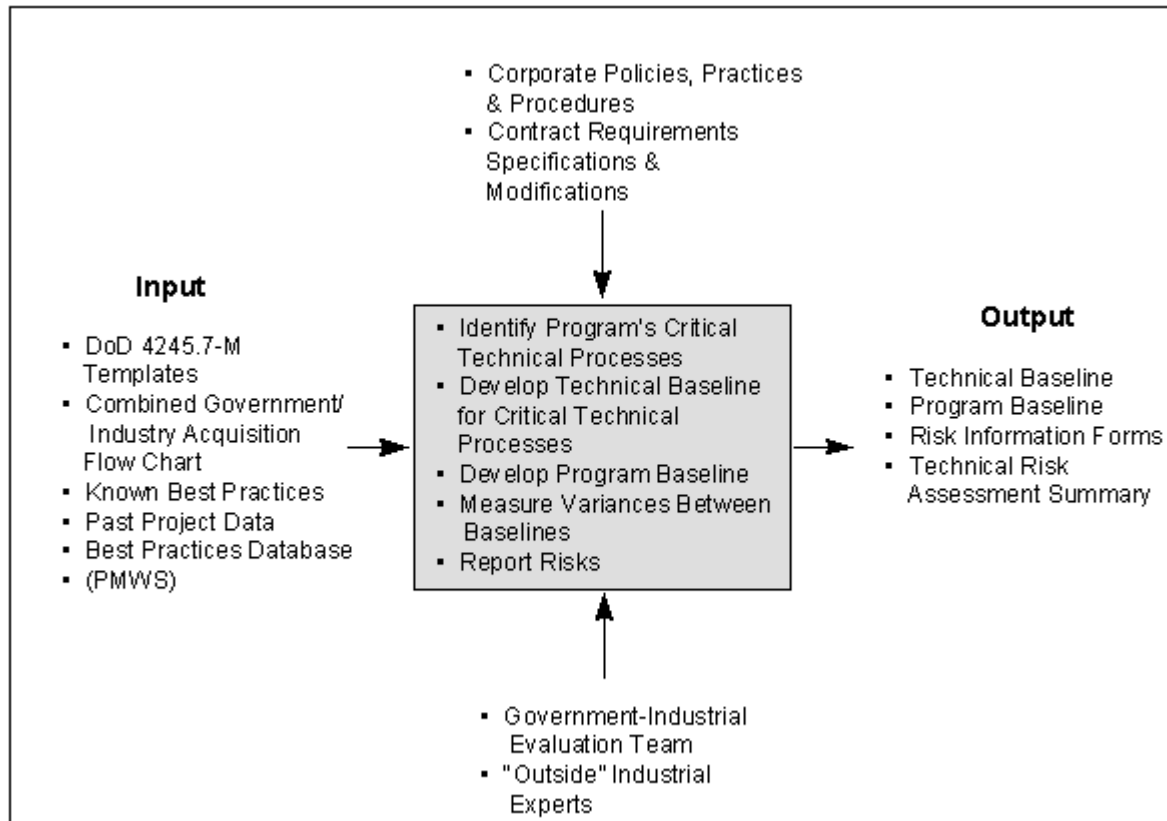 ▪ Corporate Policies, Practices
& Procedures
▪ Contract Requirements
Specifications &
Modifications
Input
▪ DoD 4245.7-M
Templates
▪ Combined Government/
Industry Acquisition
Flow Chart
▪ Known Best Practices
▪ Past Project Data
▪ Best Practices Database
▪ (PMWS)
▪ Identify Program's Critical
Technical Processes
▪ Develop Technical Baseline
for Critical Technical
Processes
▪ Develop Program Baseline
▪ Measure Variances Between
Baselines
▪ Report Risks
Output
▪ Technical Baseline
▪ Program Baseline
▪ Risk Information Forms
▪ Technical Risk
Assessment Summary
▪ Government-Industrial
Evaluation Team
▪ "Outside" Industrial
Experts